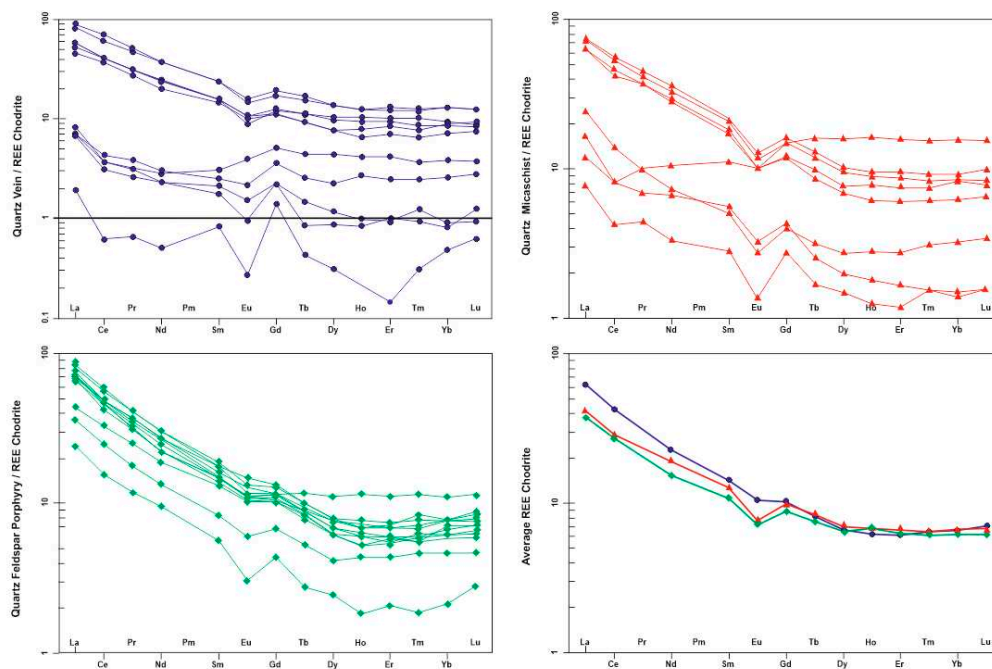 Quartz Vein / REE Chodrite
100
10
1
0.1
La Pr Pm Eu Tb Ho Tm Lu
Ce Nd Sm Gd Dy Er Yb
Quartz Micaschist / REE Chodrite
100
10
1
La Pr Pm Eu Tb Ho Tm Lu
Ce Nd Sm Gd Dy Er Yb
Quartz Feldspar Porphyry / REE Chodrite
100
10
1
La Pr Pm Eu Tb Ho Tm Lu
Ce Nd Sm Gd Dy Er Yb
Average REE Chodrite
100
10
1
La Pr Pm Eu Tb Ho Tm Lu
Ce Nd Sm Gd Dy Er Yb